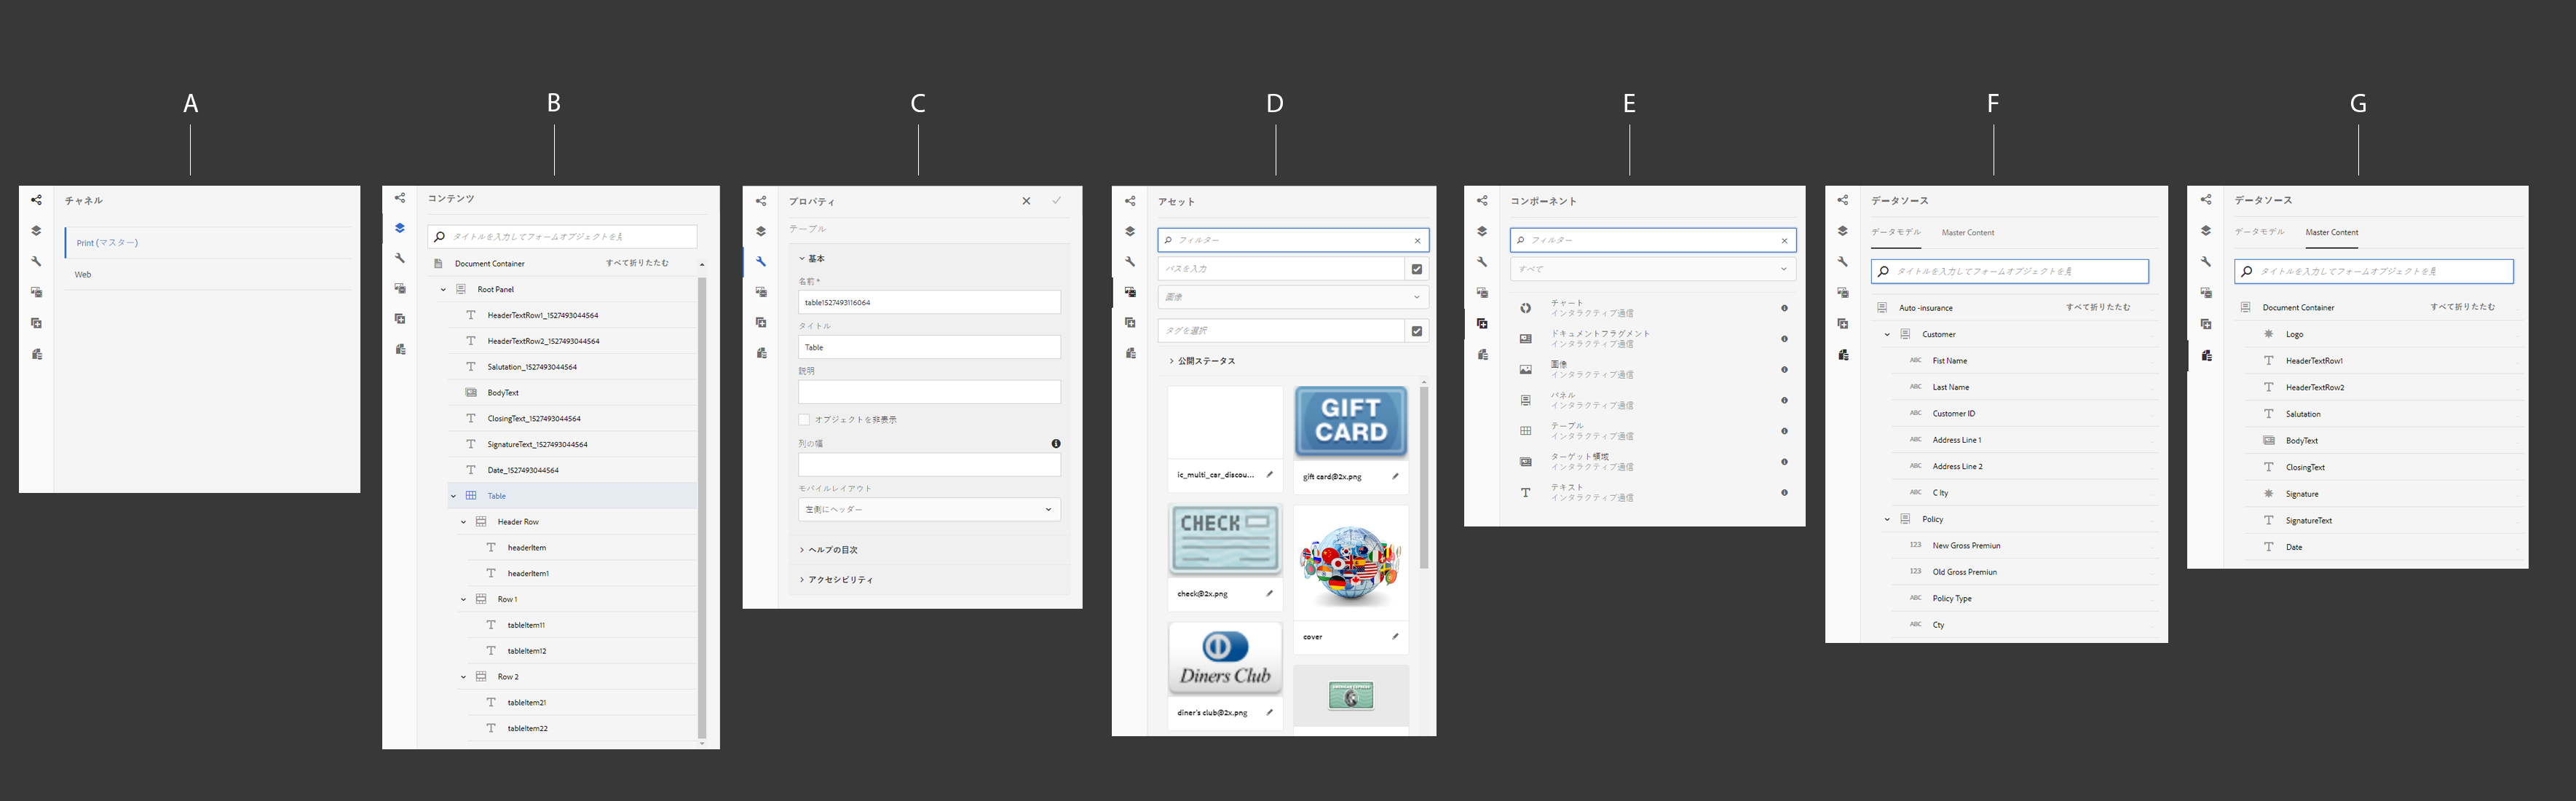 A
B
C
D
E
F
G
チャネル
Print (マスター)
Web
コンテンツ
タイトルを入力してフォームオブジェクトを見
Document Container
すべて折りたたむ
Root Panel
HeaderTextRow1_1527493044564
HeaderTextRow2_1527493044564
Salutation_1527493044564
BodyText
ClosingText_1527493044564
SignatureText_1527493044564
Date_1527493044564
Table
Header Row
headerItem
headerItem1
Row 1
tableItem11
tableItem12
Row 2
tableItem21
tableItem22
プロパティ
テーブル
基本
名前 *
table1527493116064
タイトル
Table
説明
オブジェクトを非表示
列の幅
モバイルレイアウト
左側にヘッダー
ヘルプの目次
アクセシビリティ
アセット
フィルター
パスを入力
画像
タグを選択
公開ステータス
ic_multi_car_discou...
GIFT
CARD
gift card@2x.png
CHECK
check@2x.png
cover
Diners Club
diner's club@2x.png
コンポーネント
フィルター
すべて
チャート
インタラクティブ通信
ドキュメントフラグメント
インタラクティブ通信
画像
インタラクティブ通信
パネル
インタラクティブ通信
テーブル
インタラクティブ通信
ターゲット領域
インタラクティブ通信
テキスト
インタラクティブ通信
データソース
データモデル
Master Content
タイトルを入力してフォームオブジェクトを見
Auto -insurance
すべて折りたたむ
Customer
ABC Fist Name
ABC Last Name
ABC Customer ID
ABC Address Line 1
ABC Address Line 2
ABC C ity
Policy
123 New Gross Premiun
123 Old Gross Premiun
ABC Policy Type
ABC Cty
データソース
データモデル
Master Content
タイトルを入力してフォームオブジェクトを見
Document Container
すべて折りたたむ
Logo
HeaderTextRow1
HeaderTextRow2
Salutation
BodyText
ClosingText
Signature
SignatureText
Date